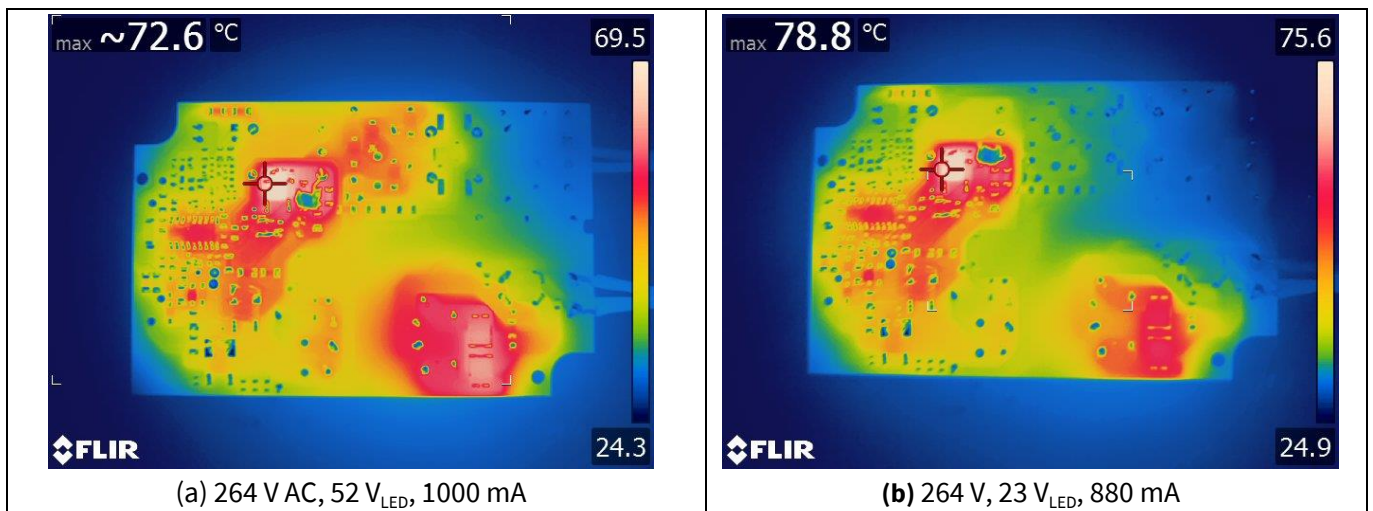 max ~72.6 °C
69.5
24.3
FLIR
(a) 264 V AC, 52 VLED, 1000 mA
max 78.8 °C
75.6
24.9
FLIR
(b) 264 V, 23 VLED, 880 mA